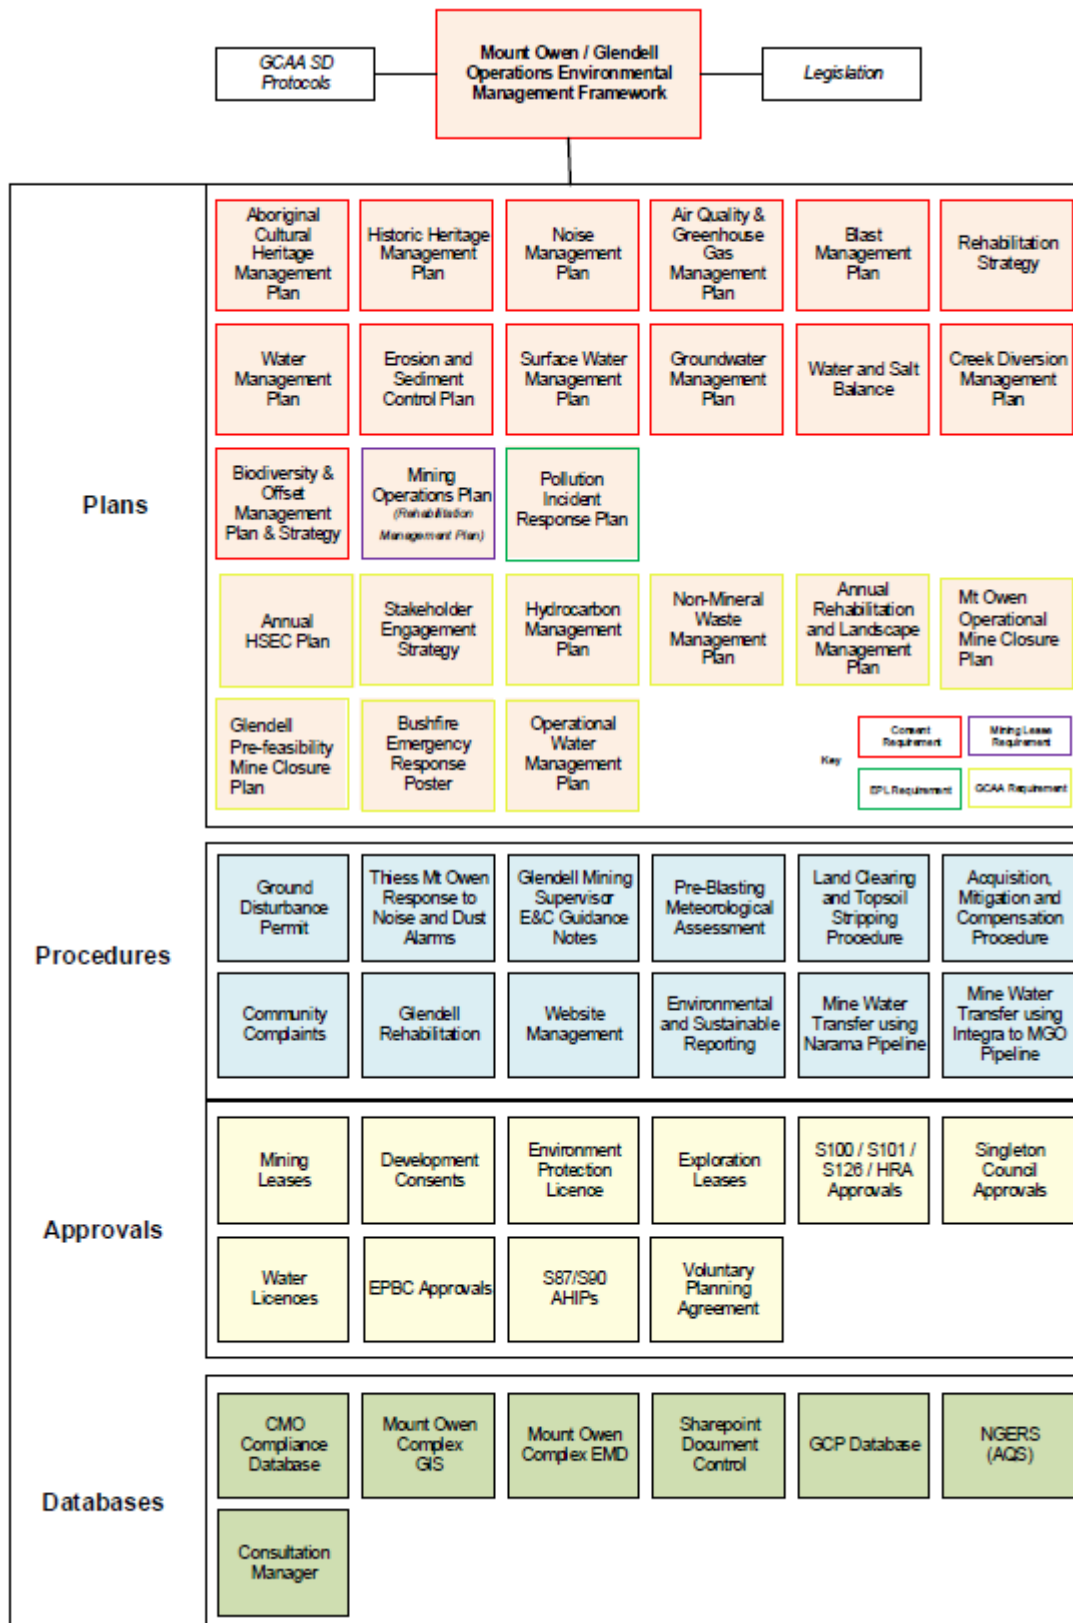 GCAA SD
Protocols
Mount Owen / Glendell
Operations Environmental
Management Framework
Legislation
Plans
Aboriginal
Cultural
Heritage
Management
Plan
Historic Heritage
Management
Plan
Noise
Management
Plan
Air Quality &
Greenhouse
Gas
Management
Plan
Blast
Management
Plan
Rehabilitation
Strategy
Water
Management
Plan
Erosion and
Sediment
Control Plan
Surface Water
Management
Plan
Groundwater
Management
Plan
Water and Salt
Balance
Creek Diversion
Management
Plan
Biodiversity &
Offset
Management
Plan & Strategy
Mining
Operations Plan
(Rehabilitation
Management Plan)
Pollution
Incident
Response Plan
Annual
HSEC Plan
Stakeholder
Engagement
Strategy
Hydrocarbon
Management
Plan
Non-Mineral
Waste
Management
Plan
Annual
Rehabilitation
and Landscape
Management
Plan
Mt Owen
Operational
Mine Closure
Plan
Glendell
Pre-feasibility
Mine Closure
Plan
Bushfire
Emergency
Response
Poster
Operational
Water
Management
Plan
Key
Consent
Requirement
Mining Lease
Requirement
EPL Requirement
GCAA Requirement
Procedures
Ground
Disturbance
Permit
Thiess Mt Owen
Response to
Noise and Dust
Alarms
Glendell Mining
Supervisor
E&C Guidance
Notes
Pre-Blasting
Meteorological
Assessment
Land Clearing
and Topsoil
Stripping
Procedure
Acquisition,
Mitigation and
Compensation
Procedure
Community
Complaints
Glendell
Rehabilitation
Website
Management
Environmental
and Sustainable
Reporting
Mine Water
Transfer using
Narama Pipeline
Mine Water
Transfer using
Integra to MGO
Pipeline
Approvals
Mining
Leases
Development
Consents
Environment
Protection
Licence
Exploration
Leases
S100 / S101 /
S126 / HRA
Approvals
Singleton
Council
Approvals
Water
Licences
EPBC Approvals
S87/S90
AHIPs
Voluntary
Planning
Agreement
Databases
CMO
Compliance
Database
Mount Owen
Complex
GIS
Mount Owen
Complex EMD
Sharepoint
Document
Control
GCP Database
NGERS
(AQS)
Consultation
Manager